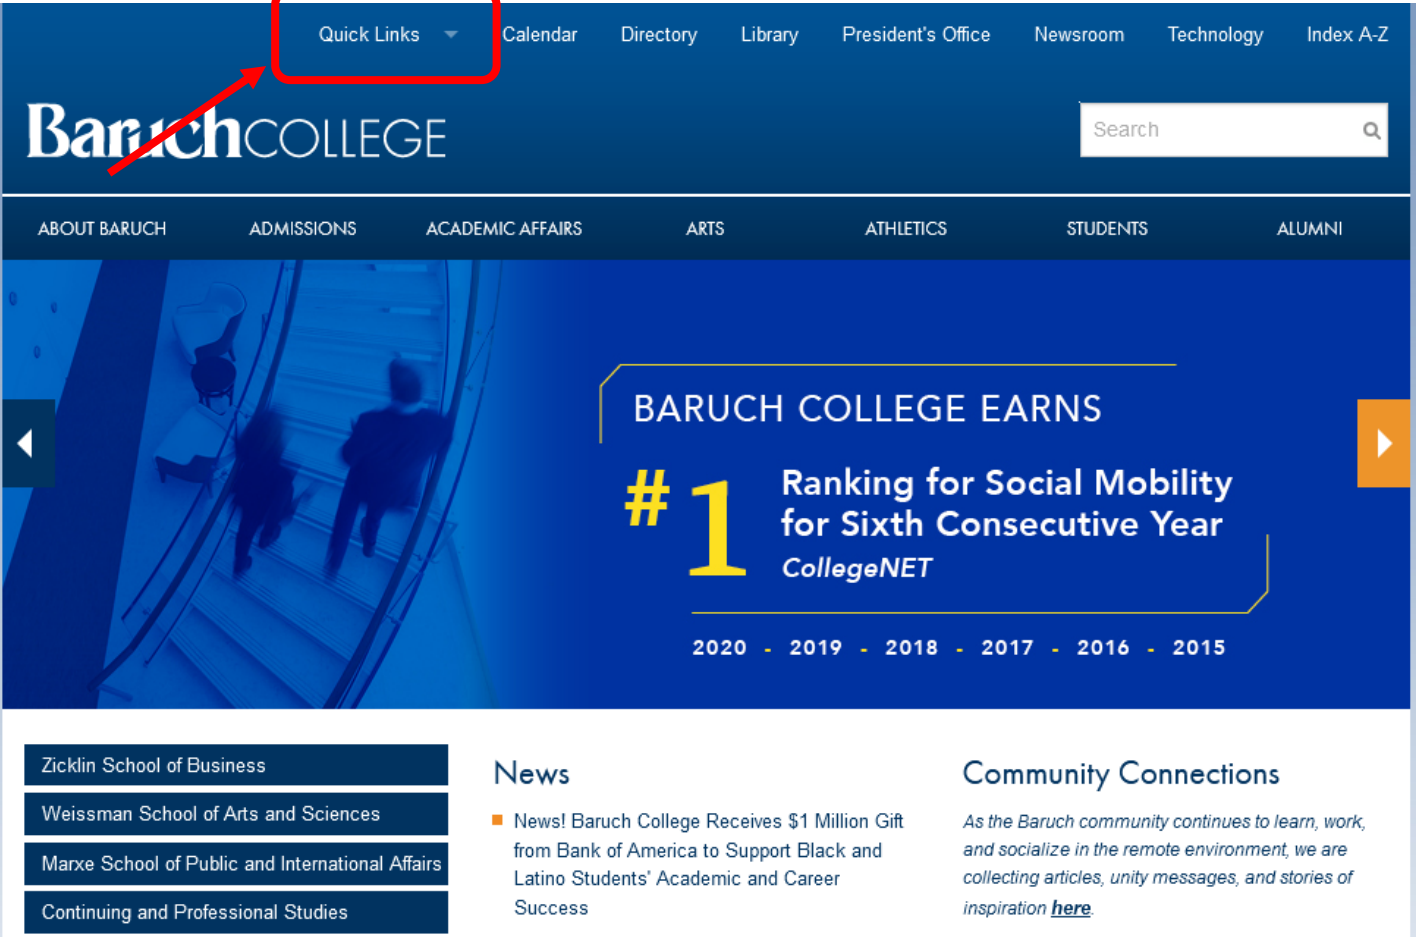 Quick Links Calendar Directory Library President's Office Newsroom Technology Index A-Z
BaruchCOLLEGE
Search
ABOUT BARUCH ADMISSIONS ACADEMIC AFFAIRS ARTS ATHLETICS STUDENTS ALUMNI
BARUCH COLLEGE EARNS
#1
Ranking for Social Mobility
for Sixth Consecutive Year
CollegeNET
2020 - 2019 - 2018 - 2017 - 2016 - 2015
Zicklin School of Business
Weissman School of Arts and Sciences
Marxe School of Public and International Affairs
Continuing and Professional Studies
News
News! Baruch College Receives $1 Million Gift
from Bank of America to Support Black and
Latino Students' Academic and Career
Success
Community Connections
As the Baruch community continues to learn, work,
and socialize in the remote environment, we are
collecting articles, unity messages, and stories of
inspiration here.